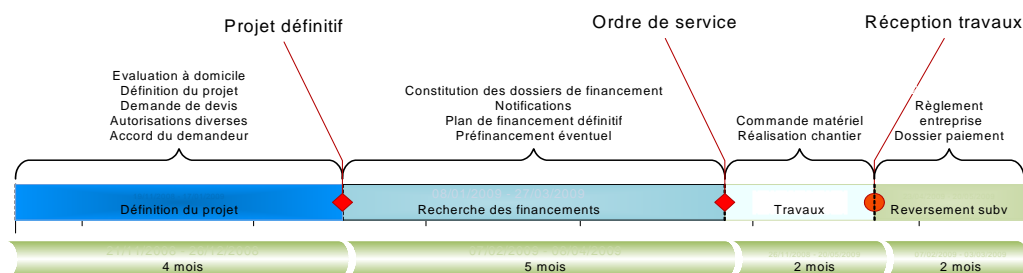 Projet définitif
Ordre de service
Réception travaux
Evaluation à domicile
Définition du projet
Demande de devis
Autorisations diverses
Accord du demandeur
Constitution des dossiers de financement
Notifications
Plan de financement définitif
Préfinancement éventuel
Commande matériel
Réalisation chantier
Règlement
entreprise
Dossier paiement
Définition du projet
Recherche des financements
Travaux
Reversement subv
4 mois
5 mois
2 mois
2 mois